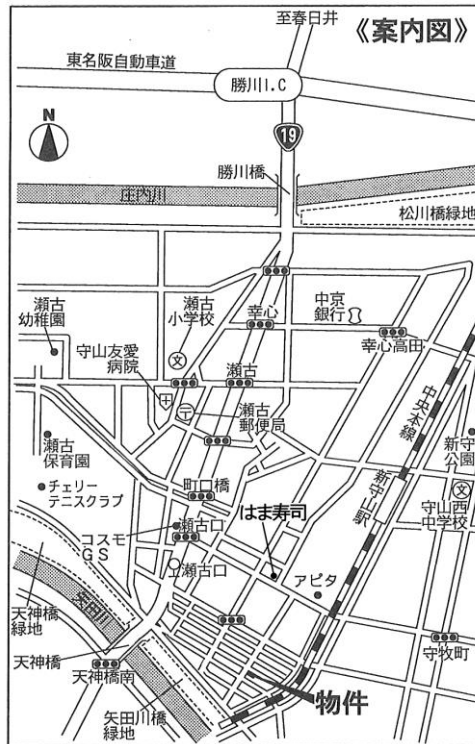 至春日井
《案内図》
東名阪自動車道
勝川I.C
N
19
勝川橋
庄内川
松川橋緑地
瀬古
幼稚園
瀬古
小学校
幸心
中京
銀行
幸心高田
守山友愛
病院
文
瀬古
中央本線
瀬古
郵便局
瀬古
保育園
新守
公園
町口橋
新守山駅
文
守山西
中学校
チェリー
テニスクラブ
はま寿司
コスモ
GS
瀬古口
アピタ
上瀬古口
矢田川
天神橋
緑地
守牧町
天神橋
天神橋南
物件
矢田川橋
緑地